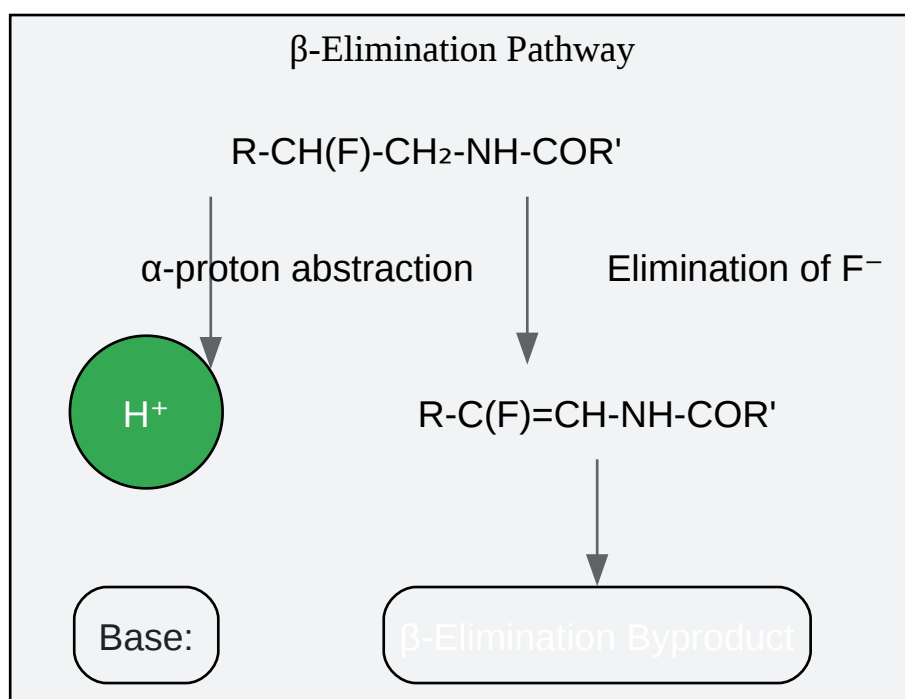 β-Elimination Pathway
R-CH(F)-CH₂-NH-COR'
α-proton abstraction
Elimination of F⁻
H⁺
R-C(F)=CH-NH-COR'
Base:
β-Elimination Byproduct